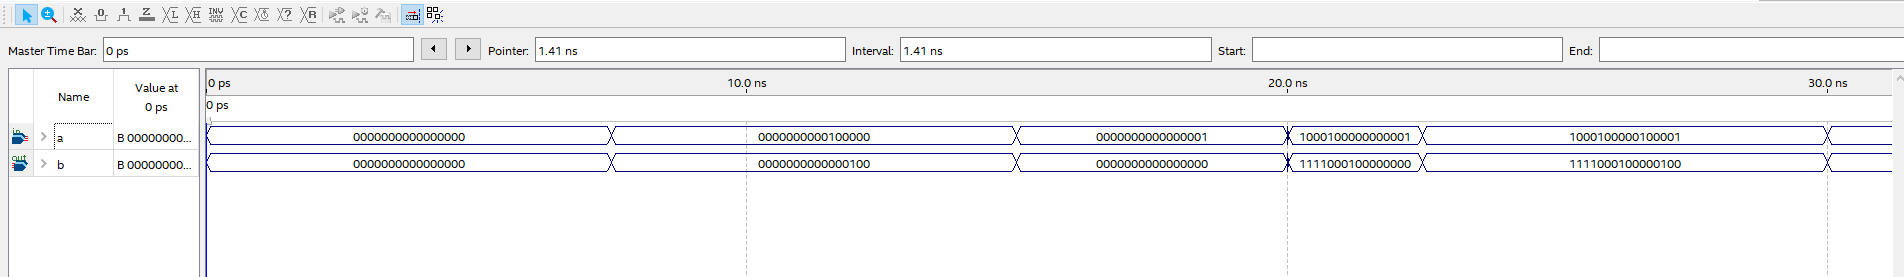 Master Time Bar: 0 ps Pointer: 1.41 ns Interval: 1.41 ns Start: End:
Name Value at 0 ps
0 ps 10.0 ns 20.0 ns 30.0 ns
0 ps
a B 00000000... 0000000000000000 0000000000100000 0000000000000001 1000100000000001 1000100000100001
b B 00000000... 0000000000000000 0000000000000100 0000000000000000 1111000100000000 1111000100000100